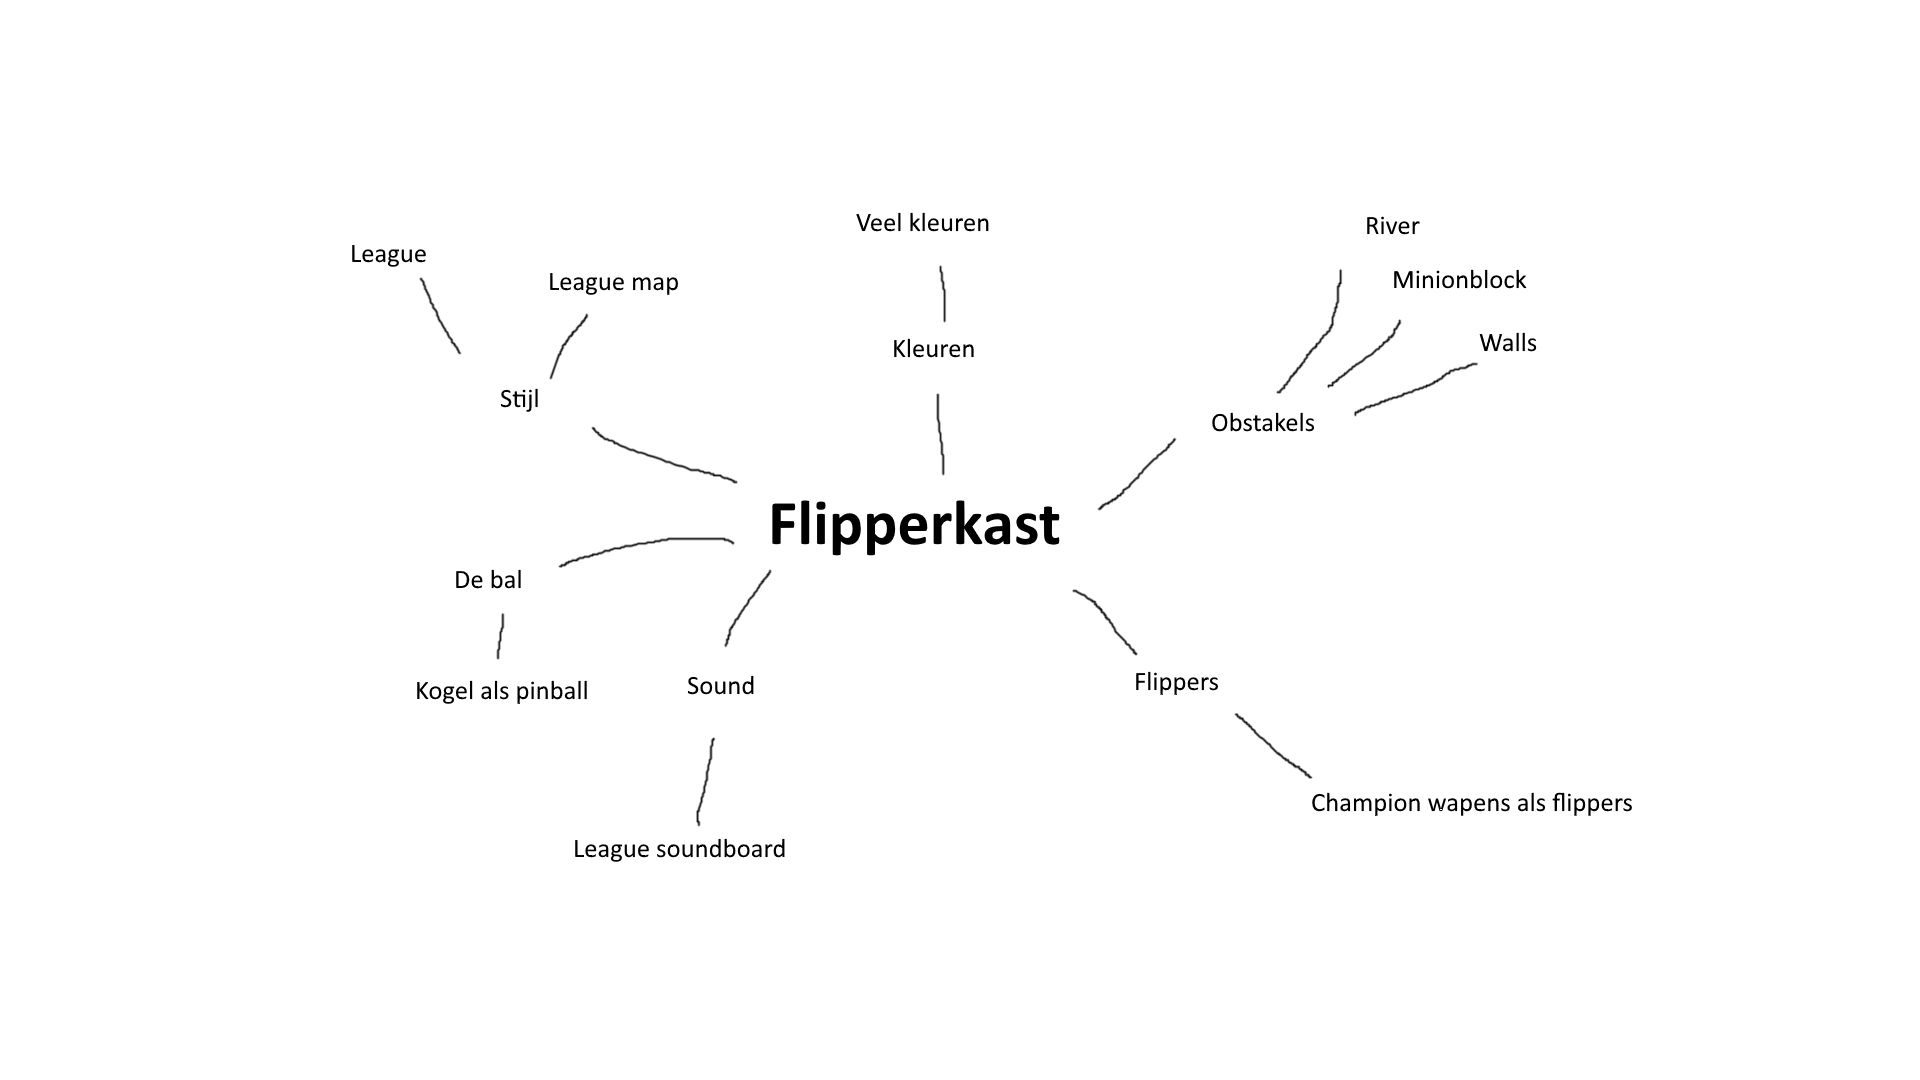 Veel kleuren
River
League
League map
Minionblock
Walls
Kleuren
Stijl
Obstakels
Flipperkast
De bal
Kogel als pinball
Sound
Flippers
Champion wapens als flippers
League soundboard